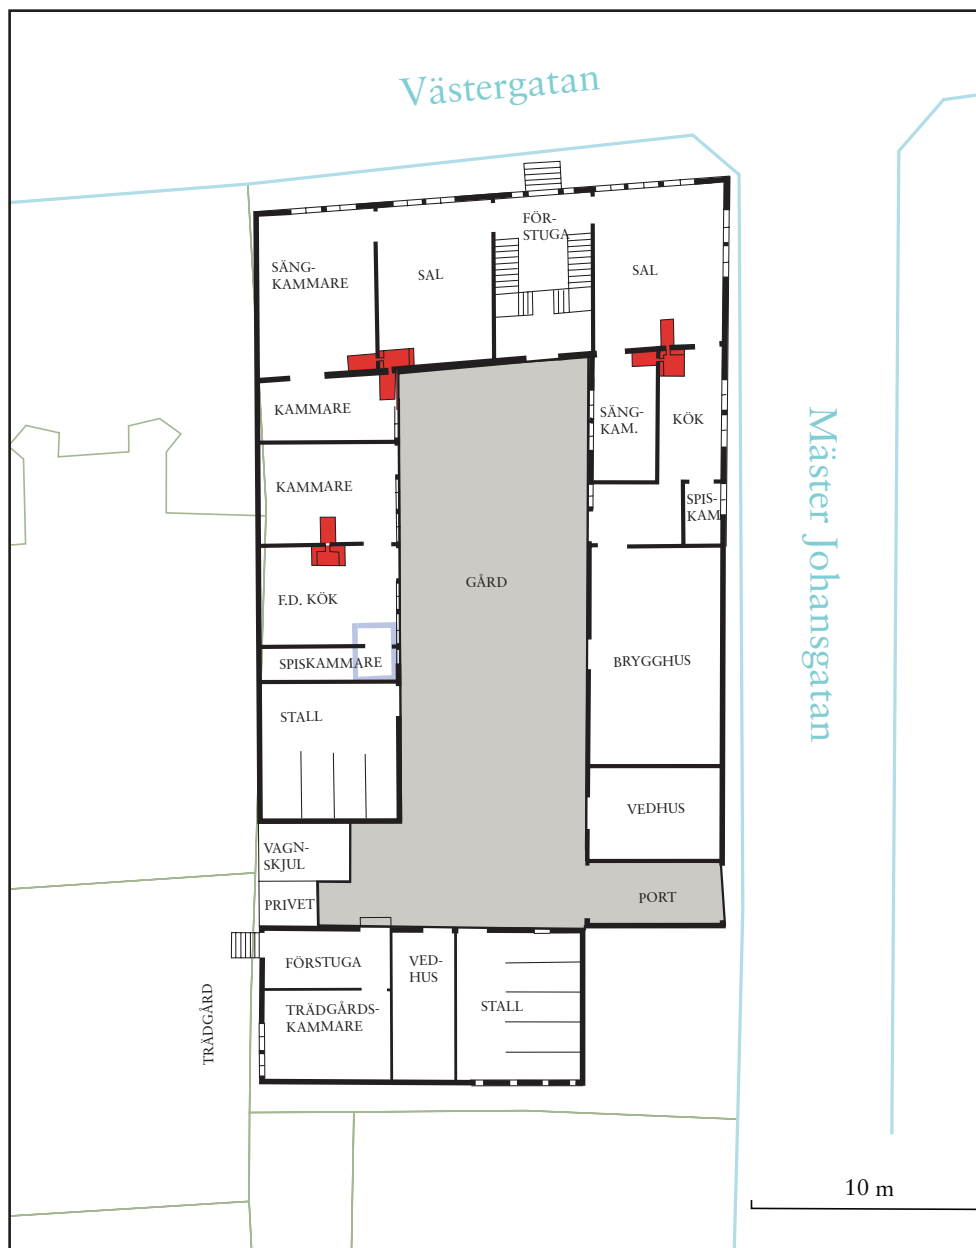 Västergatan
FÖR-
STUGA
SÄNG-
KAMMARE
SAL
SAL
KAMMARE
SÄNG-
KAM.
KÖK
KAMMARE
SPIS-
KAM
GÅRD
F.D. KÖK
SPISKAMMARE
BRYGGHUS
Mäster Johansgatan
STALL
VEDHUS
VAGN-
SKJUL
PRIVET
PORT
FÖRSTUGA
VED-
HUS
TRÄDGÅRD
TRÄDGÅRDS-
KAMMARE
STALL
10 m